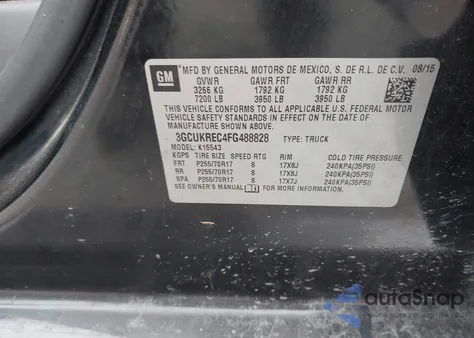 GM
MFD BY GENERAL MOTORS DE MEXICO, S. DE R.L. DE C.V. 08/15
GVWR GAWR FRT GAWR RR
3266 KG 1792 KG 1792 KG
7200 LB 3950 LB 3950 LB
THIS VEHICLE CONFORMS TO ALL APPLICABLE U.S. FEDERAL MOTOR
VEHICLE SAFETY STANDARDS IN EFFECT ON THE DATE OF
MANUFACTURE SHOWN ABOVE.
3GCUKREC4FG488828 TYPE: TRUCK
MODEL: K15543
TIRE SIZE SPEED RTG RIM COLD TIRE PRESSURE
FRT P255/70R17 S 17X8J 240KPA(35PSI)
RR P255/70R17 S 17X8J 240KPA(35PSI)
SPA P255/70R17 S 17X7J 240KPA(35PSI)
SEE OWNER'S MANUAL FOR MORE INFORMATION.
autoSnap